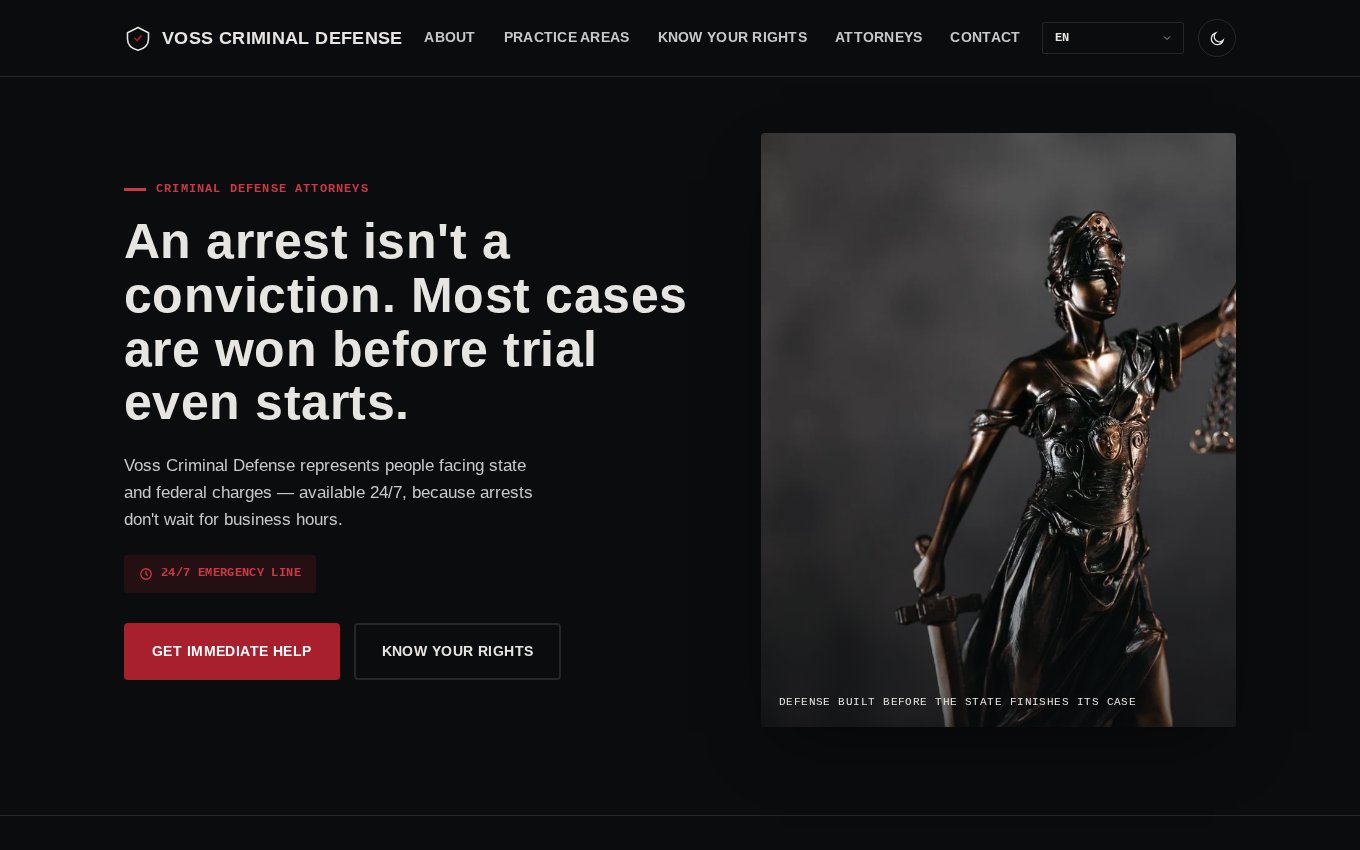 VOSS CRIMINAL DEFENSE
ABOUT
PRACTICE AREAS
KNOW YOUR RIGHTS
ATTORNEYS
CONTACT
EN
CRIMINAL DEFENSE ATTORNEYS
An arrest isn't a
conviction. Most cases
are won before trial
even starts.
Voss Criminal Defense represents people facing state
and federal charges — available 24/7, because arrests
don't wait for business hours.
24/7 EMERGENCY LINE
GET IMMEDIATE HELP
KNOW YOUR RIGHTS
DEFENSE BUILT BEFORE THE STATE FINISHES ITS CASE